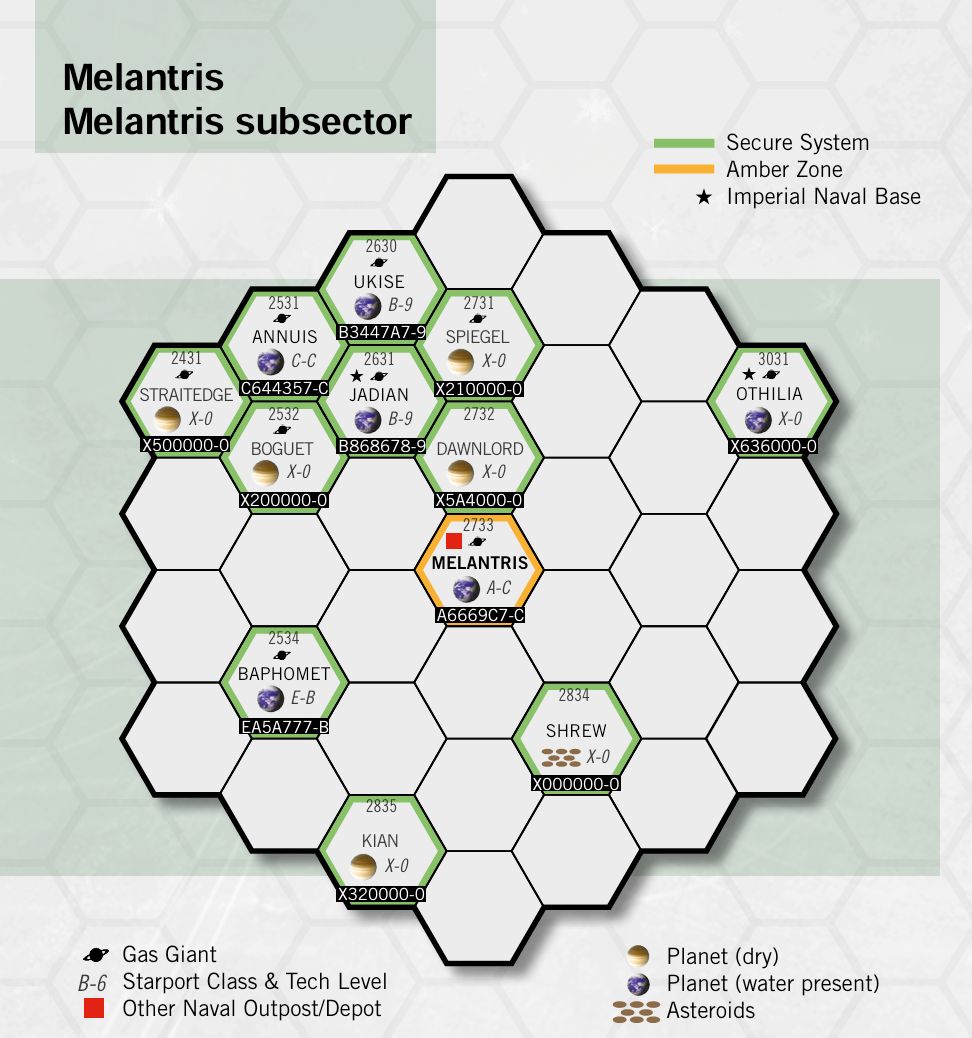 Melantris
Melantris subsector
Secure System
Amber Zone
Imperial Naval Base
2630
UKISE
B-9
B3447A7-9
2531
ANNUIS
C-C
C644357-C
2731
SPIEGEL
X-0
X210000-0
2431
STRAITEDGE
X-0
X500000-0
2631
JADIAN
B-9
B868678-9
3031
OTHILIA
X-0
X636000-0
2532
BOGUET
X-0
X200000-0
2732
DAWNLORD
X-0
X5A4000-0
2733
MELANTRIS
A-C
A6669C7-C
2534
BAPHOMET
E-B
EA5A777-B
2834
SHREW
X-0
X000000-0
2835
KIAN
X-0
X320000-0
Gas Giant
B-6 Starport Class & Tech Level
Other Naval Outpost/Depot
Planet (dry)
Planet (water present)
Asteroids